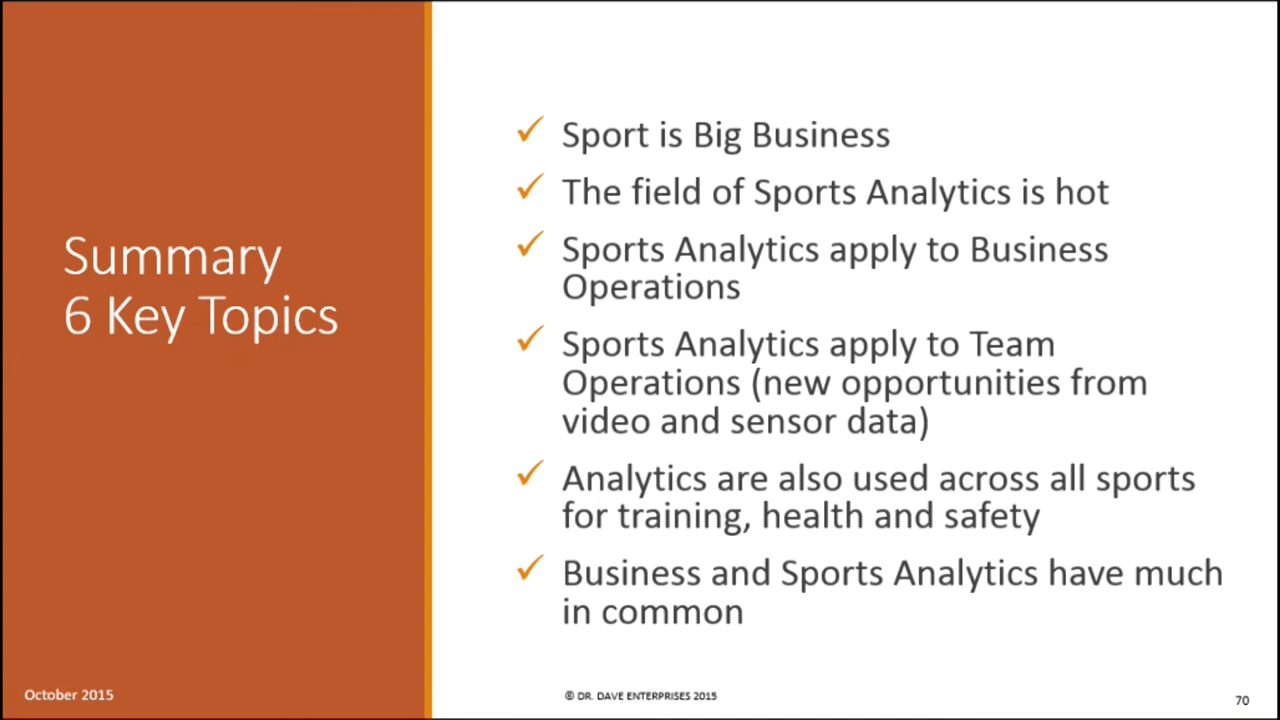 Summary
6 Key Topics
✓ Sport is Big Business
✓ The field of Sports Analytics is hot
✓ Sports Analytics apply to Business
Operations
✓ Sports Analytics apply to Team
Operations (new opportunities from
video and sensor data)
✓ Analytics are also used across all sports
for training, health and safety
✓ Business and Sports Analytics have much
in common
October 2015
© DR. DAVE ENTERPRISES 2015
70